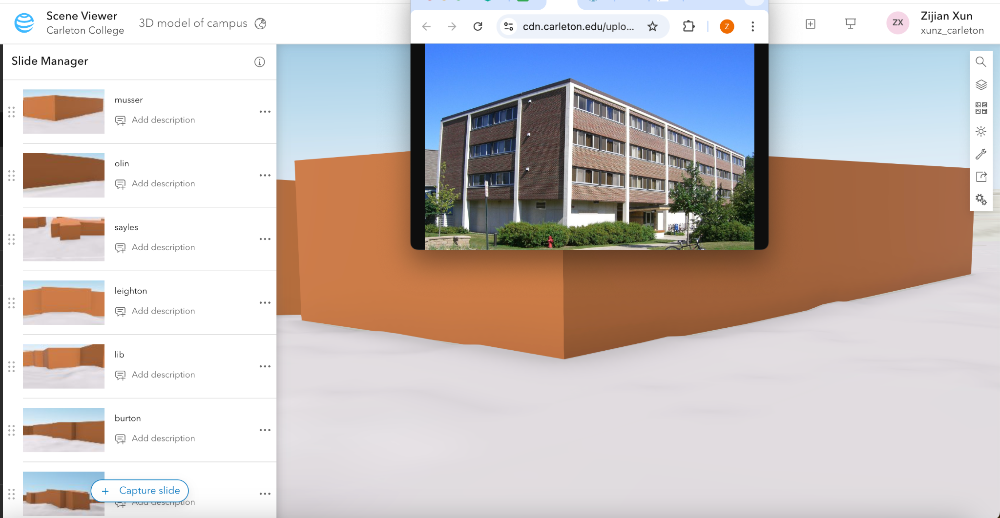 Scene Viewer
Carleton College
3D model of campus
cdn.carleton.edu/uplo...
Z
ZX
Zijian Xun
xunz_carleton
Slide Manager
musser
Add description
olin
Add description
sayles
Add description
leighton
Add description
lib
Add description
burton
Add description
+ Capture slide
Add description